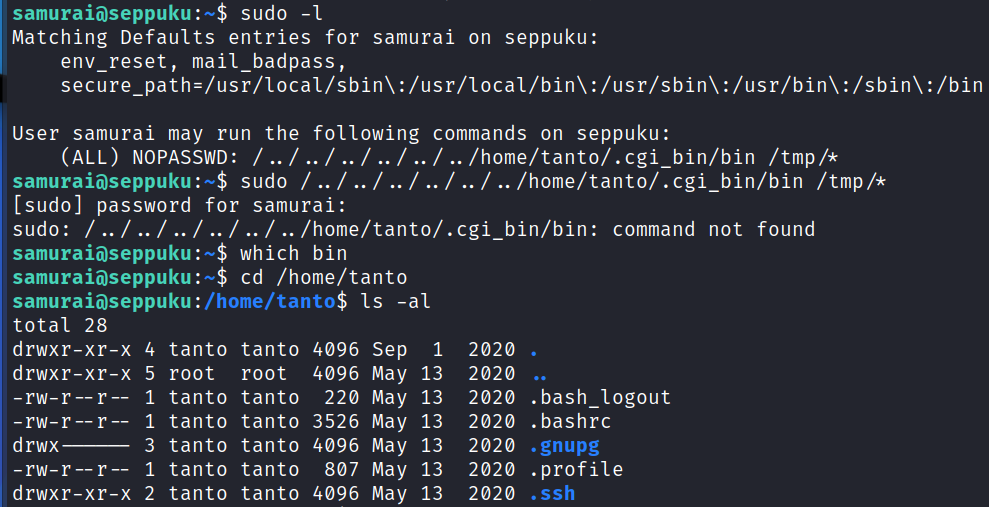 samurai@seppuku:~$ sudo -l
Matching Defaults entries for samurai on seppuku:
    env_reset, mail_badpass,
    secure_path=/usr/local/sbin\:/usr/local/bin\:/usr/sbin\:/usr/bin\:/sbin\:/bin

User samurai may run the following commands on seppuku:
    (ALL) NOPASSWD: /../../../../../../../home/tanto/.cgi_bin/bin /tmp/*
samurai@seppuku:~$ sudo /../../../../../../../home/tanto/.cgi_bin/bin /tmp/*
[sudo] password for samurai:
sudo: /../../../../../../../home/tanto/.cgi_bin/bin: command not found
samurai@seppuku:~$ which bin
samurai@seppuku:~$ cd /home/tanto
samurai@seppuku:/home/tanto$ ls -al
total 28
drwxr-xr-x 4 tanto tanto 4096 Sep  1  2020 .
drwxr-xr-x 5 root  root  4096 May 13  2020 ..
-rw-r--r-- 1 tanto tanto  220 May 13  2020 .bash_logout
-rw-r--r-- 1 tanto tanto 3526 May 13  2020 .bashrc
drwx------ 3 tanto tanto 4096 May 13  2020 .gnupg
-rw-r--r-- 1 tanto tanto  807 May 13  2020 .profile
drwxr-xr-x 2 tanto tanto 4096 May 13  2020 .ssh